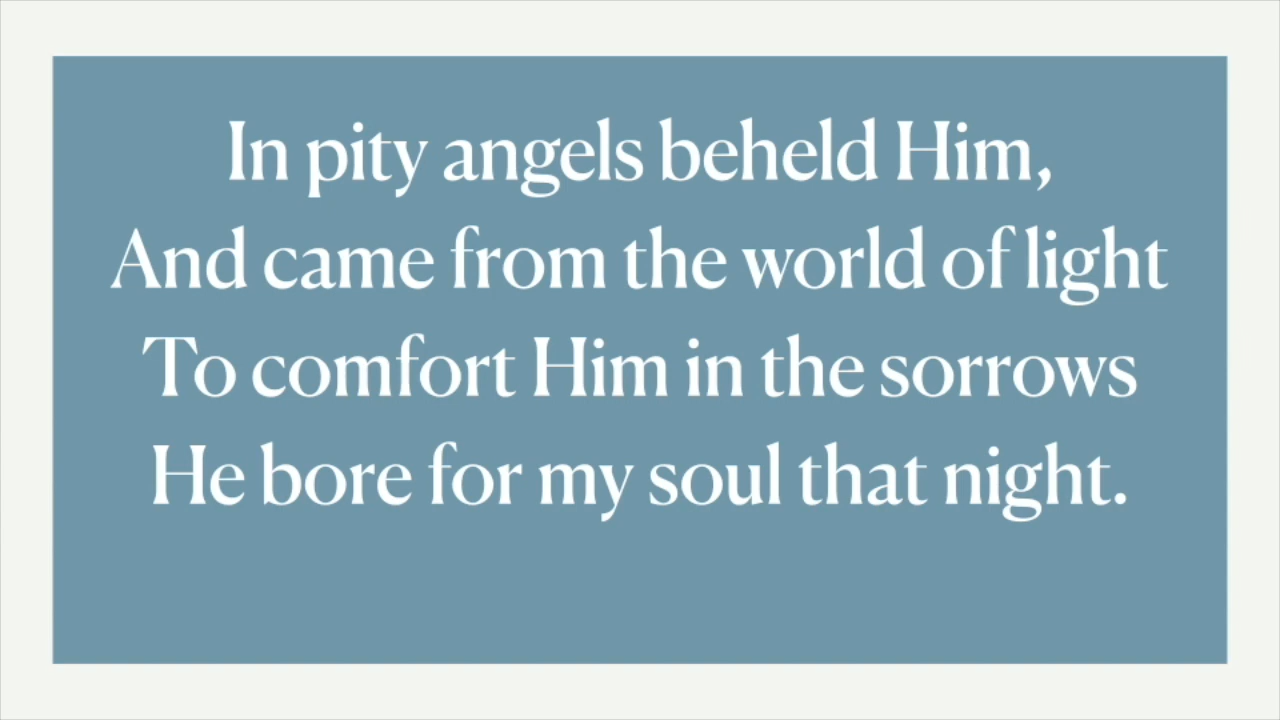 In pity angels beheld Him,
And came from the world of light
To comfort Him in the sorrows
He bore for my soul that night.